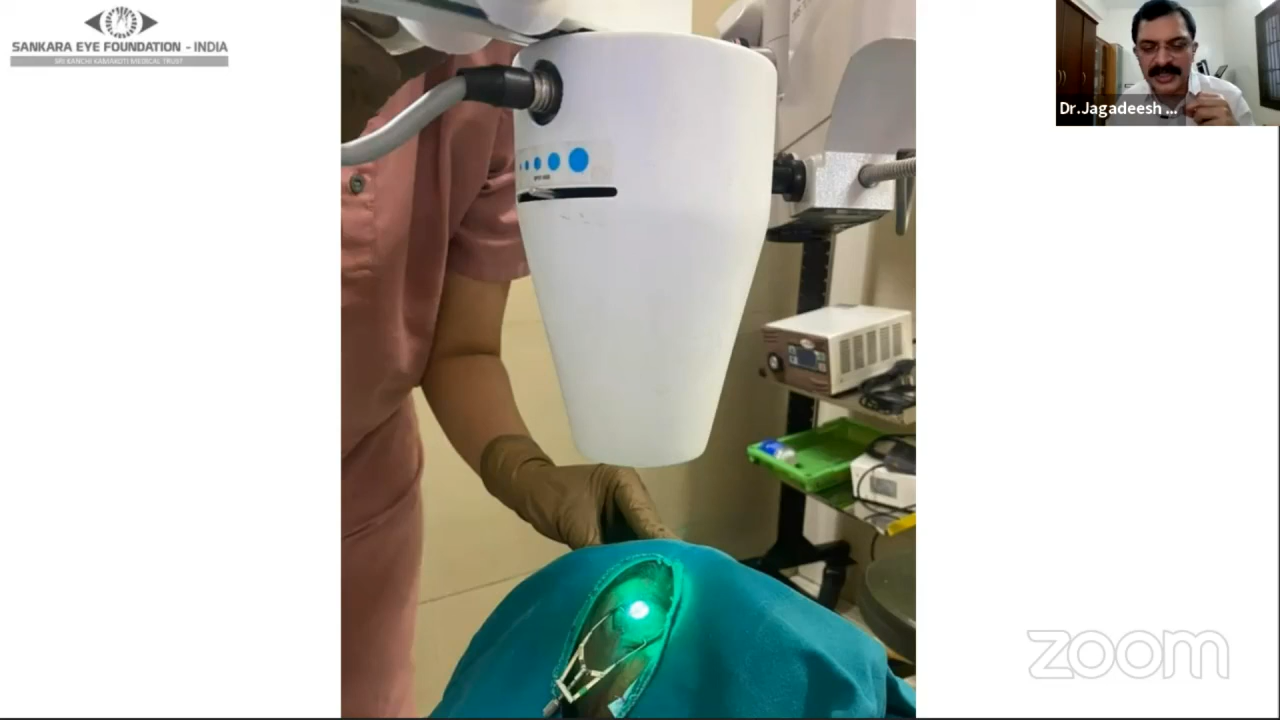 SANKARA EYE FOUNDATION - INDIA
SRI KANCHI KAMAKOTI MEDICAL TRUST
Dr.Jagadeesh ...
zoom